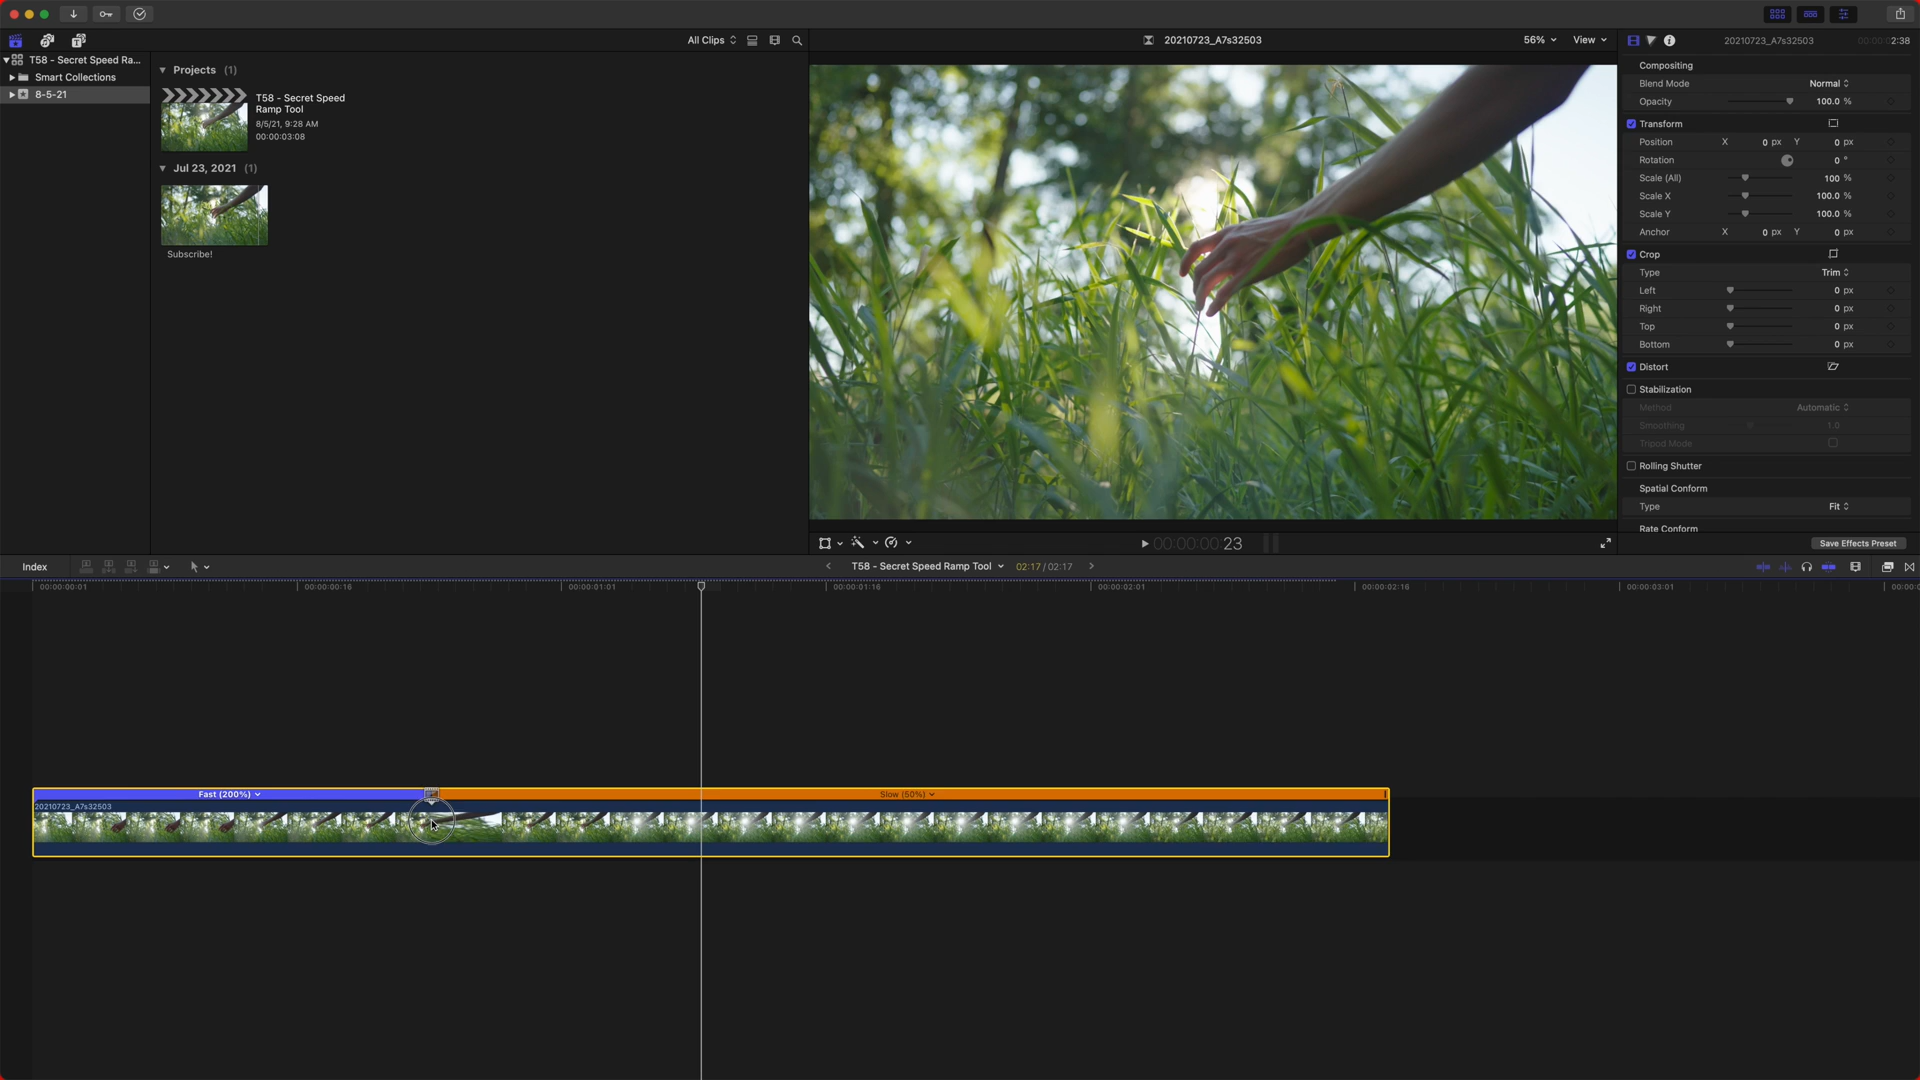 All Clips
20210723_A7s32503
56%
View
20210723_A7s32503
2:38
T58 - Secret Speed Ra...
Smart Collections
8-5-21
Projects (1)
T58 - Secret Speed
Ramp Tool
8/5/21, 9:28 AM
00:00:03:08
Jul 23, 2021 (1)
Subscribe!
Compositing
Blend Mode Normal
Opacity 100.0 %
Transform
Position X 0 px Y 0 px
Rotation 0 °
Scale (All) 100 %
Scale X 100.0 %
Scale Y 100.0 %
Anchor X 0 px Y 0 px
Crop
Type Trim
Left 0 px
Right 0 px
Top 0 px
Bottom 0 px
Distort
Stabilization
Method Automatic
Smoothing 1.0
Tripod Mode
Rolling Shutter
Spatial Conform
Type Fit
Rate Conform
Save Effects Preset
00:00:00:23
Index
T58 - Secret Speed Ramp Tool
02:17 / 02:17
00:00:00:01
00:00:00:16
00:00:01:01
00:00:01:16
00:00:02:01
00:00:02:16
00:00:03:01
Fast (200%)
Slow (50%)
20210723_A7s32503